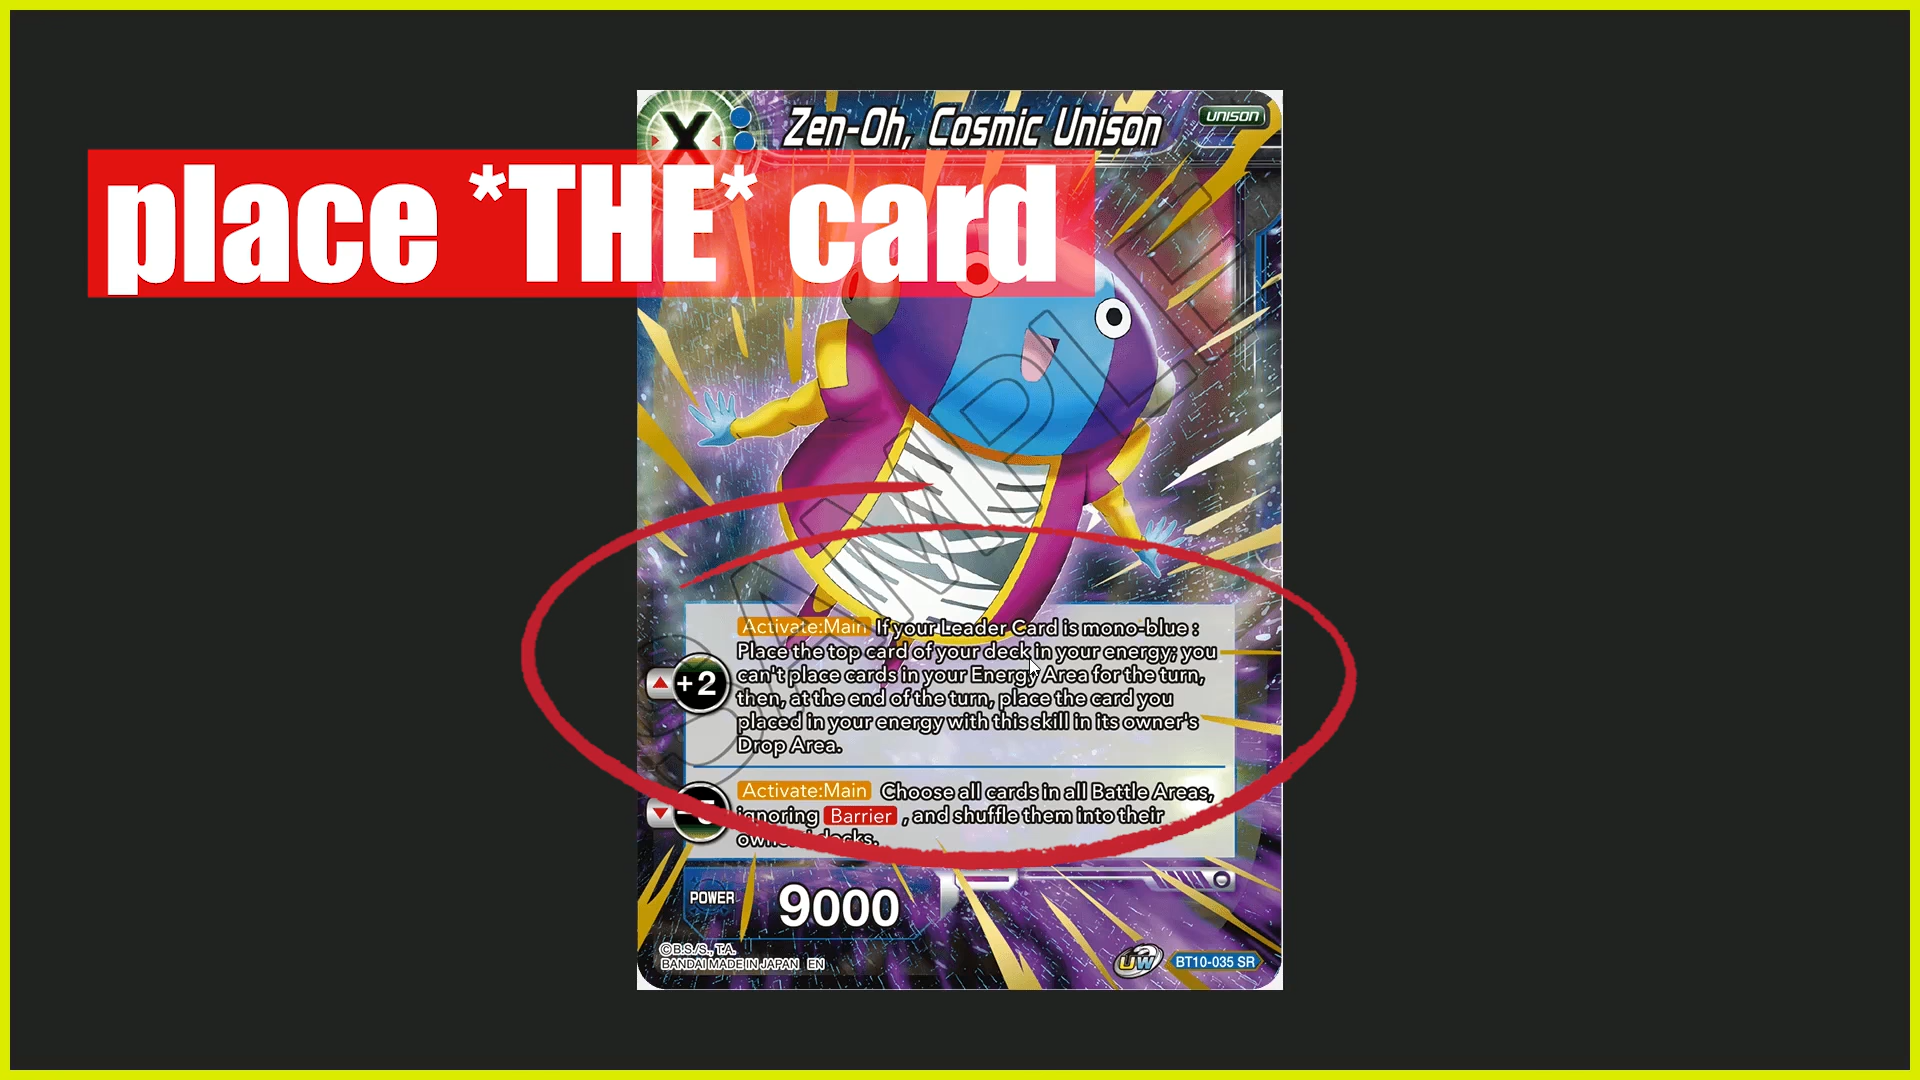 X
Zen-Oh, Cosmic Unison
UNISON
place *THE* card
SAMPLE
Activate:Main If your Leader Card is mono-blue :
Place the top card of your deck in your energy; you
can't place cards in your Energy Area for the turn,
then, at the end of the turn, place the card you
placed in your energy with this skill in its owner's
Drop Area.
+2
Activate:Main Choose all cards in all Battle Areas,
ignoring Barrier , and shuffle them into their
POWER
9000
©B.S./S., T.A.
BANDAI MADE IN JAPAN EN
UW
BT10-035 SR